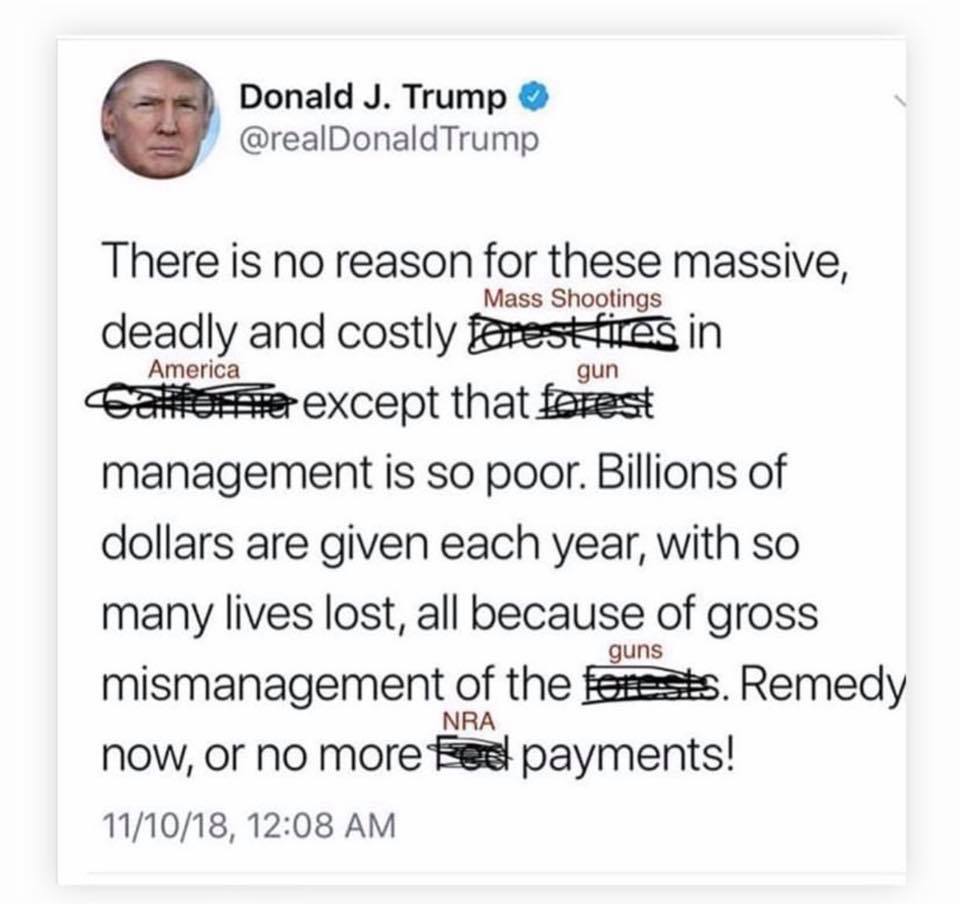 Donald J. Trump
@realDonaldTrump
There is no reason for these massive,
Mass Shootings
deadly and costly forest fires in
America gun
California except that forest
management is so poor. Billions of
dollars are given each year, with so
many lives lost, all because of gross
guns
mismanagement of the forests. Remedy
NRA
now, or no more Fed payments!
11/10/18, 12:08 AM